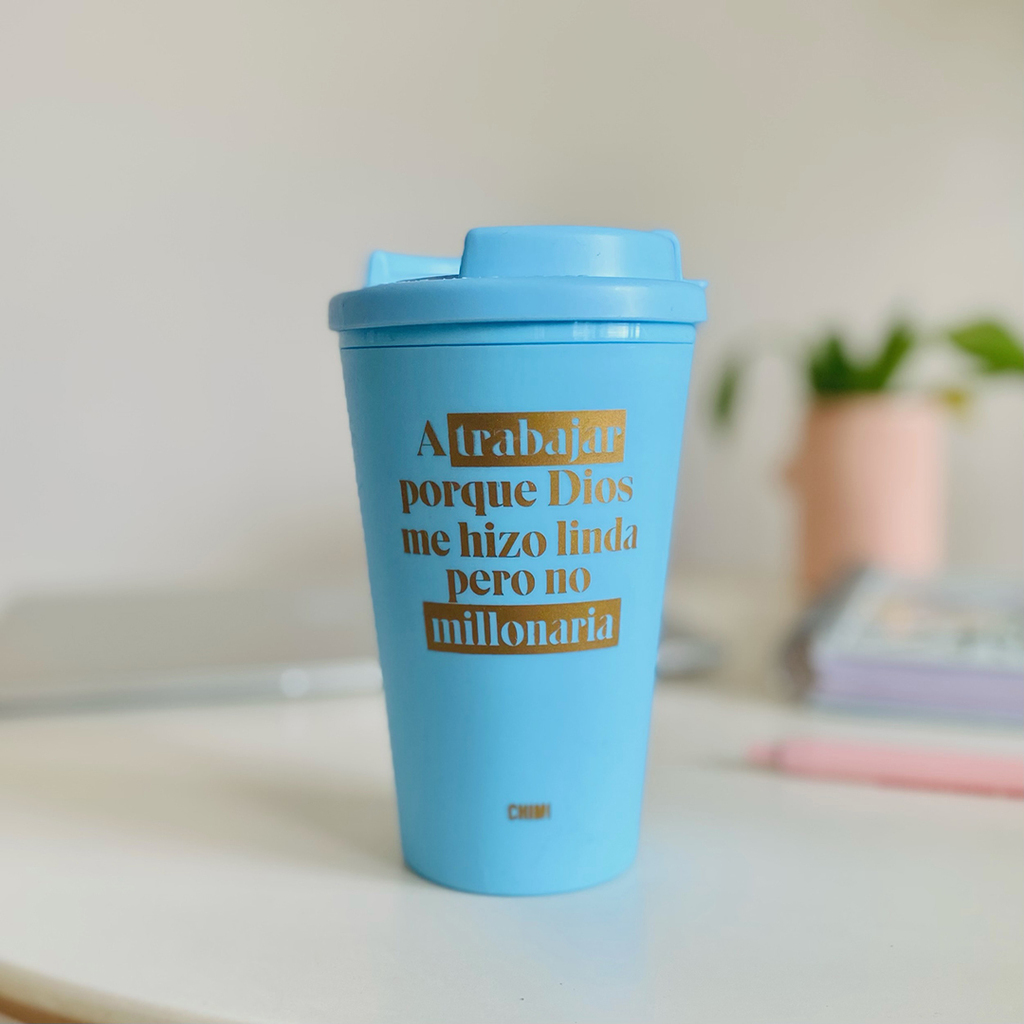 A trabajar
porque Dios
me hizo linda
pero no
millonaria
CHIMI